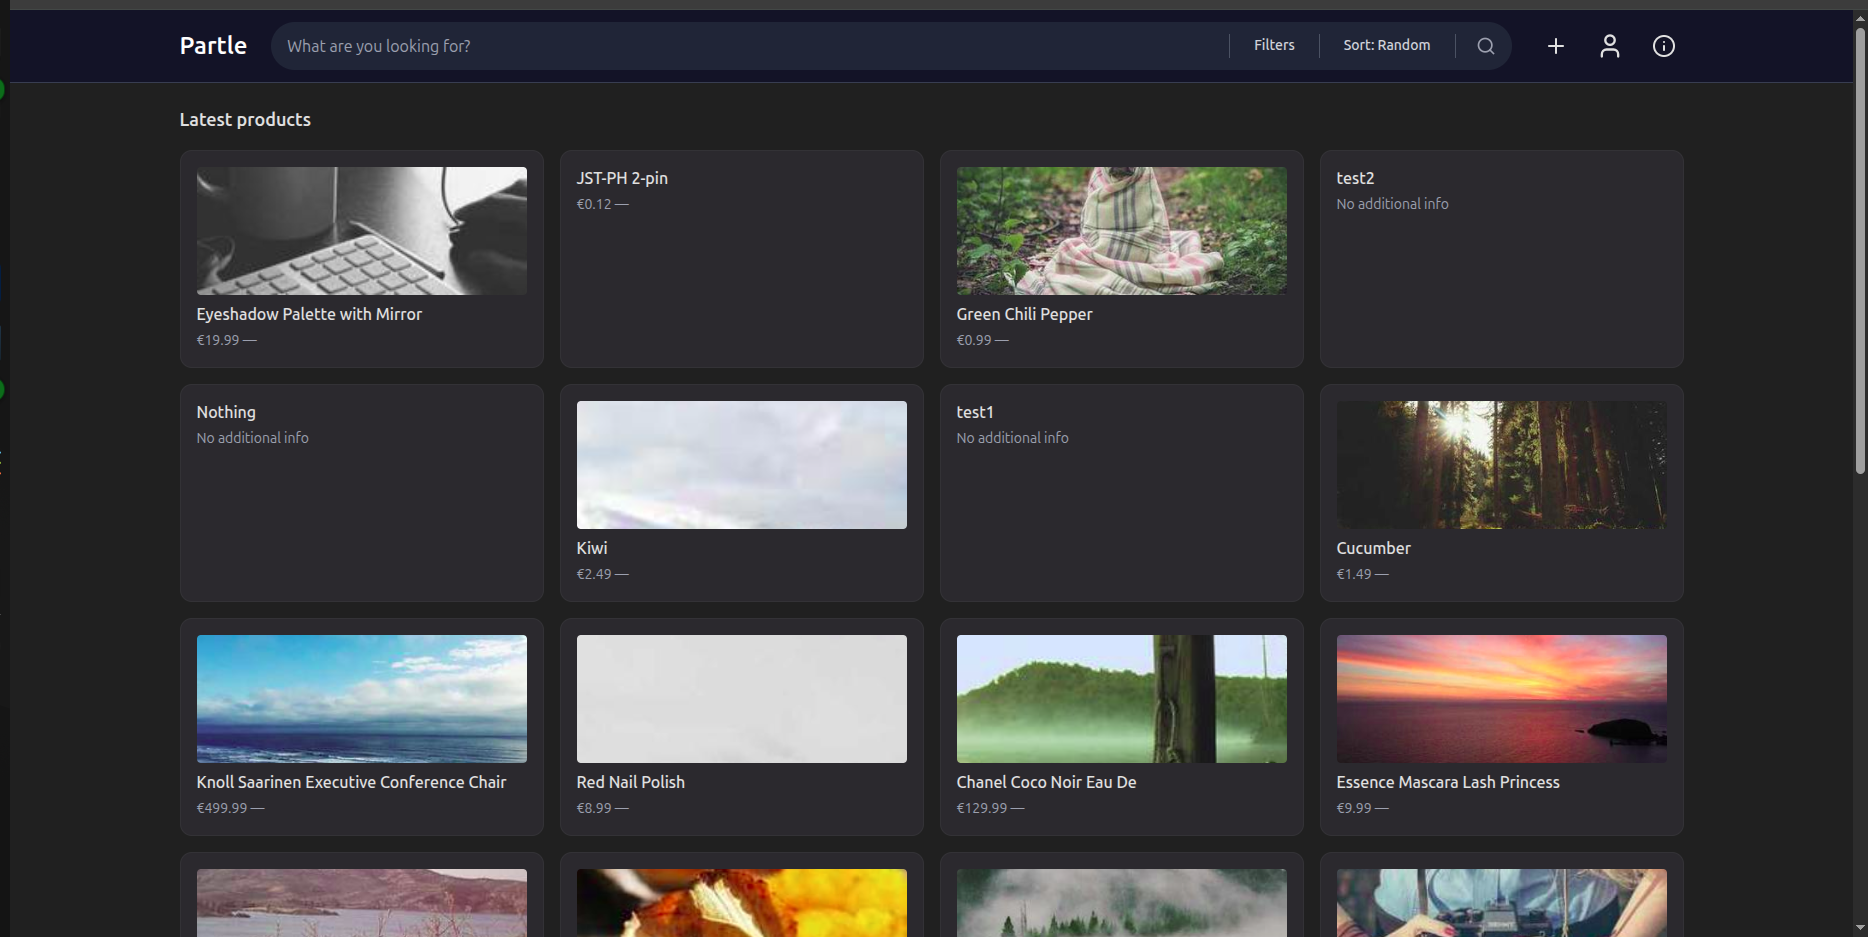 Partle
What are you looking for?
Filters
Sort: Random
Latest products
Eyeshadow Palette with Mirror
€19.99 —
JST-PH 2-pin
€0.12 —
Green Chili Pepper
€0.99 —
test2
No additional info
Nothing
No additional info
Kiwi
€2.49 —
test1
No additional info
Cucumber
€1.49 —
Knoll Saarinen Executive Conference Chair
€499.99 —
Red Nail Polish
€8.99 —
Chanel Coco Noir Eau De
€129.99 —
Essence Mascara Lash Princess
€9.99 —